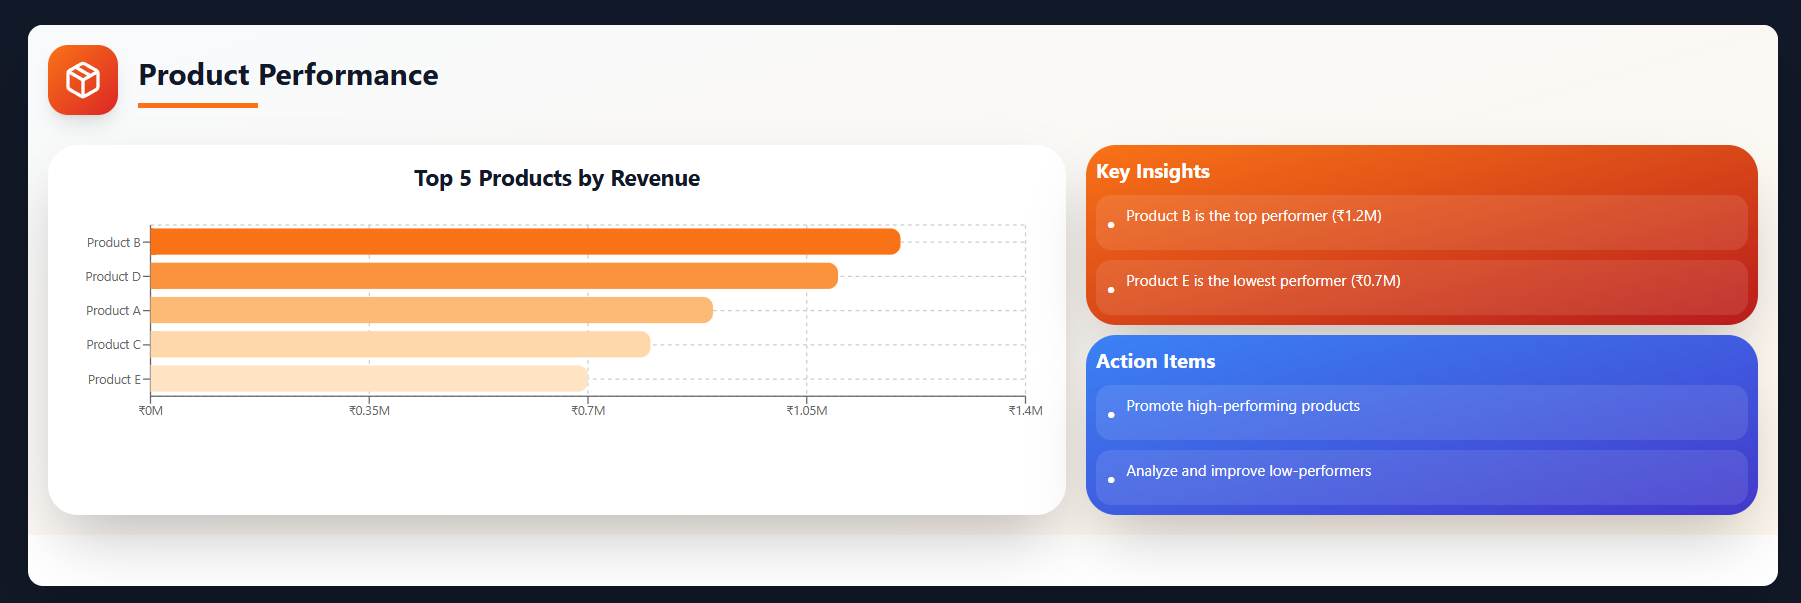 Product Performance
Top 5 Products by Revenue
Product B
Product D
Product A
Product C
Product E
₹0M ₹0.35M ₹0.7M ₹1.05M ₹1.4M
Key Insights
Product B is the top performer (₹1.2M)
Product E is the lowest performer (₹0.7M)
Action Items
Promote high-performing products
Analyze and improve low-performers